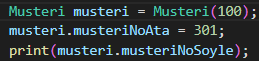 Musteri musteri = Musteri(100);
musteri.musteriNoAta = 301;
print(musteri.musteriNoSoyle);